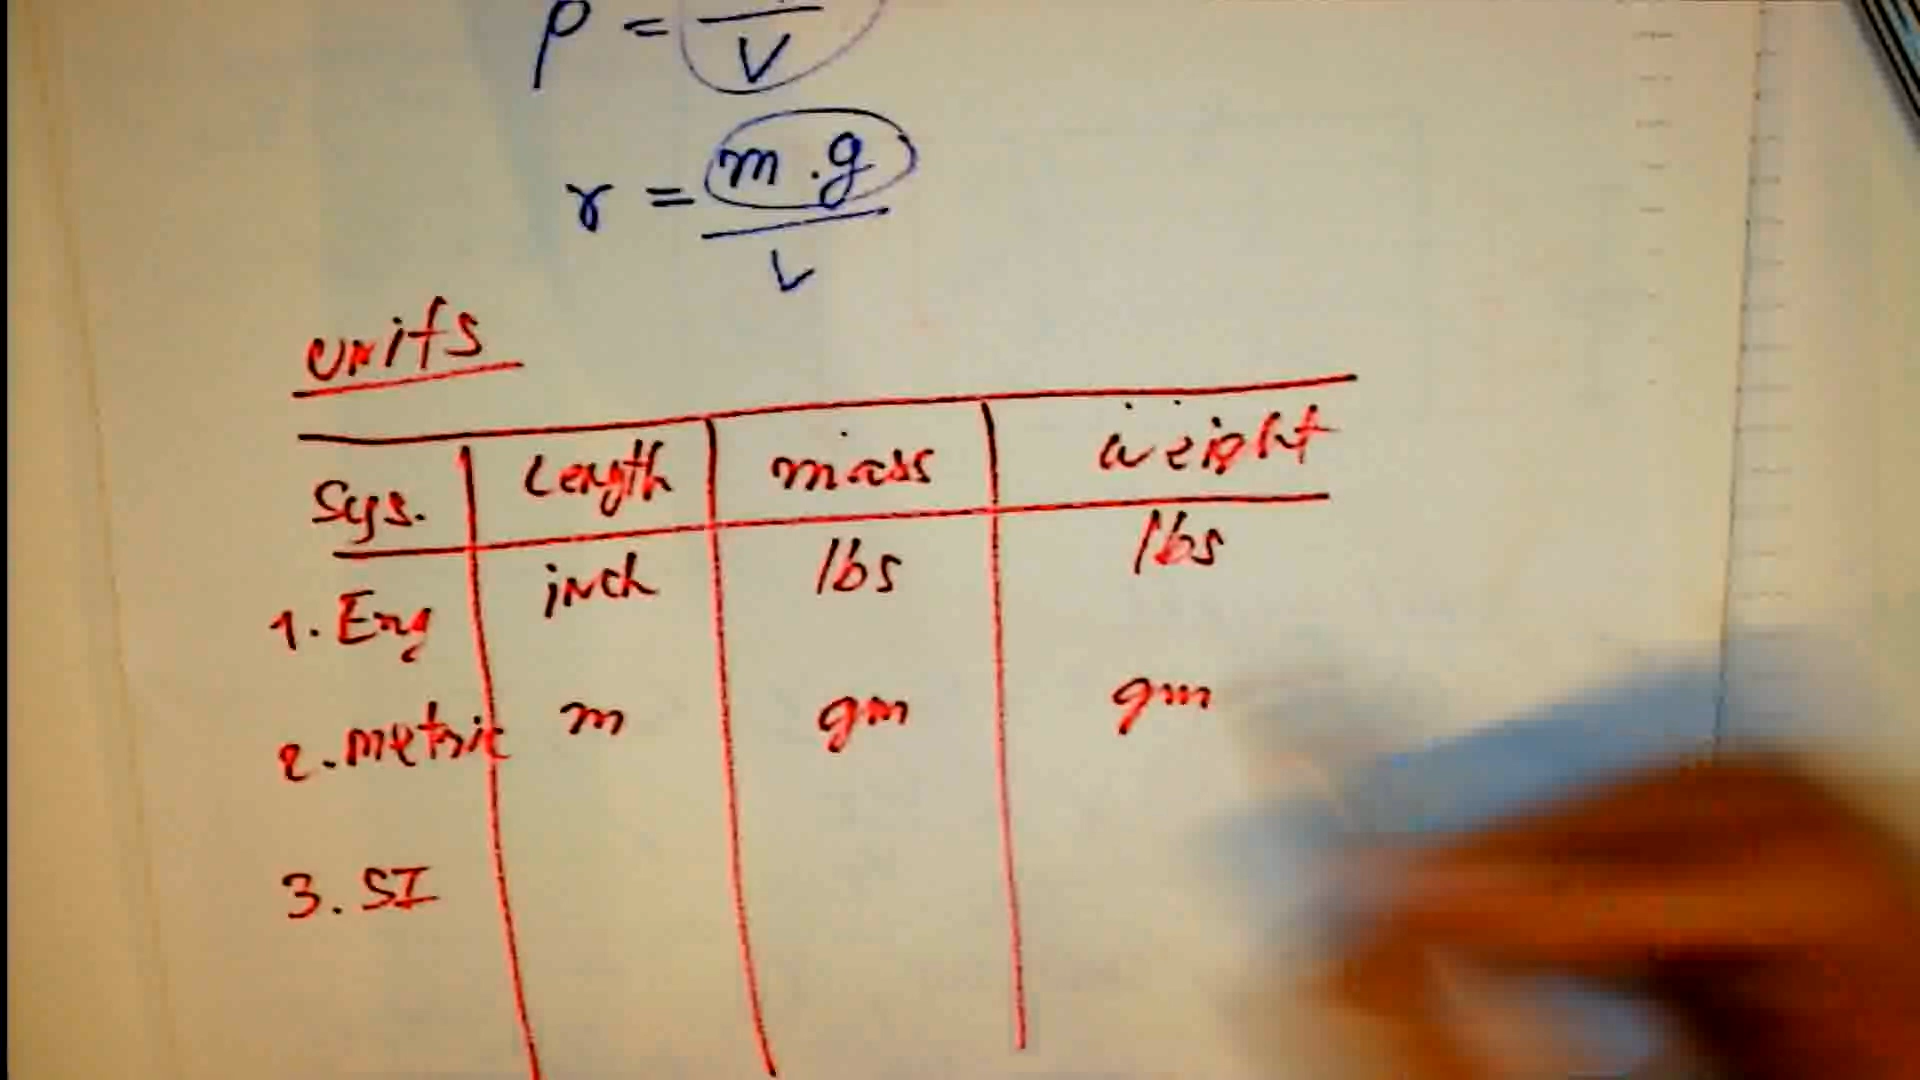 ρ = V
γ = m.g / V
units
Sys. Length mass weight
1. Eng inch lbs lbs
2. metric m gm gm
3. SI